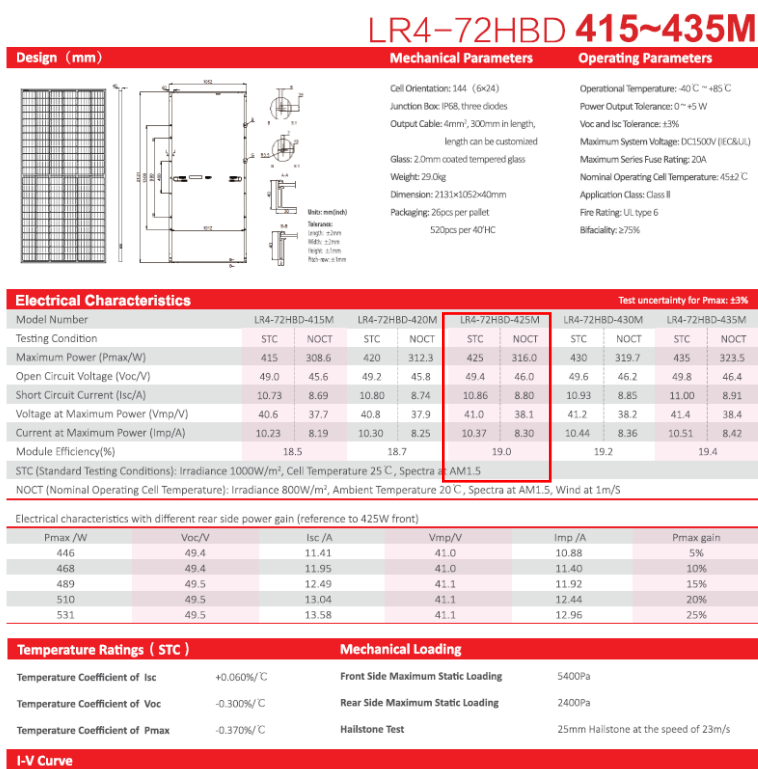 LR4-72HBD 415~435M
Design（mm） Mechanical Parameters Operating Parameters
Cell Orientation: 144（6×24） Operational Temperature: -40℃ ~ +85℃
Junction Box: IP68, three diodes Power Output Tolerance: 0 ~ +5 W
Output Cable: 4mm², 300mm in length, Voc and Isc Tolerance: ±3%
length can be customized Maximum System Voltage: DC1500V (IEC&UL)
Glass: 2.0mm coated tempered glass Maximum Series Fuse Rating: 20A
Weight: 29.0kg Nominal Operating Cell Temperature: 45±2℃
Dimension: 2131×1052×40mm Application Class: Class Ⅱ
Packaging: 26pcs per pallet Fire Rating: UL type 6
520pcs per 40'HC Bifaciality: ≥75%
Units: mm(inch)
Tolerance:
Length: ±2mm
Width: ±2mm
Height: ±1mm
Pitch-row: ±1mm
Electrical Characteristics Test uncertainty for Pmax: ±3%
Model Number LR4-72HBD-415M LR4-72HBD-420M LR4-72HBD-425M LR4-72HBD-430M LR4-72HBD-435M
Testing Condition STC NOCT STC NOCT STC NOCT STC NOCT STC NOCT
Maximum Power (Pmax/W) 415 308.6 420 312.3 425 316.0 430 319.7 435 323.5
Open Circuit Voltage (Voc/V) 49.0 45.6 49.2 45.8 49.4 46.0 49.6 46.2 49.8 46.4
Short Circuit Current (Isc/A) 10.73 8.69 10.80 8.74 10.86 8.80 10.93 8.85 11.00 8.91
Voltage at Maximum Power (Vmp/V) 40.6 37.7 40.8 37.9 41.0 38.1 41.2 38.2 41.4 38.4
Current at Maximum Power (Imp/A) 10.23 8.19 10.30 8.25 10.37 8.30 10.44 8.36 10.51 8.42
Module Efficiency(%) 18.5 18.7 19.0 19.2 19.4
STC (Standard Testing Conditions): Irradiance 1000W/m², Cell Temperature 25℃, Spectra at AM1.5
NOCT (Nominal Operating Cell Temperature): Irradiance 800W/m², Ambient Temperature 20℃, Spectra at AM1.5, Wind at 1m/S
Electrical characteristics with different rear side power gain (reference to 425W front)
Pmax /W Voc/V Isc /A Vmp/V Imp /A Pmax gain
446 49.4 11.41 41.0 10.88 5%
468 49.4 11.95 41.0 11.40 10%
489 49.5 12.49 41.1 11.92 15%
510 49.5 13.04 41.1 12.44 20%
531 49.5 13.58 41.1 12.96 25%
Temperature Ratings（STC） Mechanical Loading
Temperature Coefficient of Isc +0.060%/℃ Front Side Maximum Static Loading 5400Pa
Temperature Coefficient of Voc -0.300%/℃ Rear Side Maximum Static Loading 2400Pa
Temperature Coefficient of Pmax -0.370%/℃ Hailstone Test 25mm Hailstone at the speed of 23m/s
I-V Curve